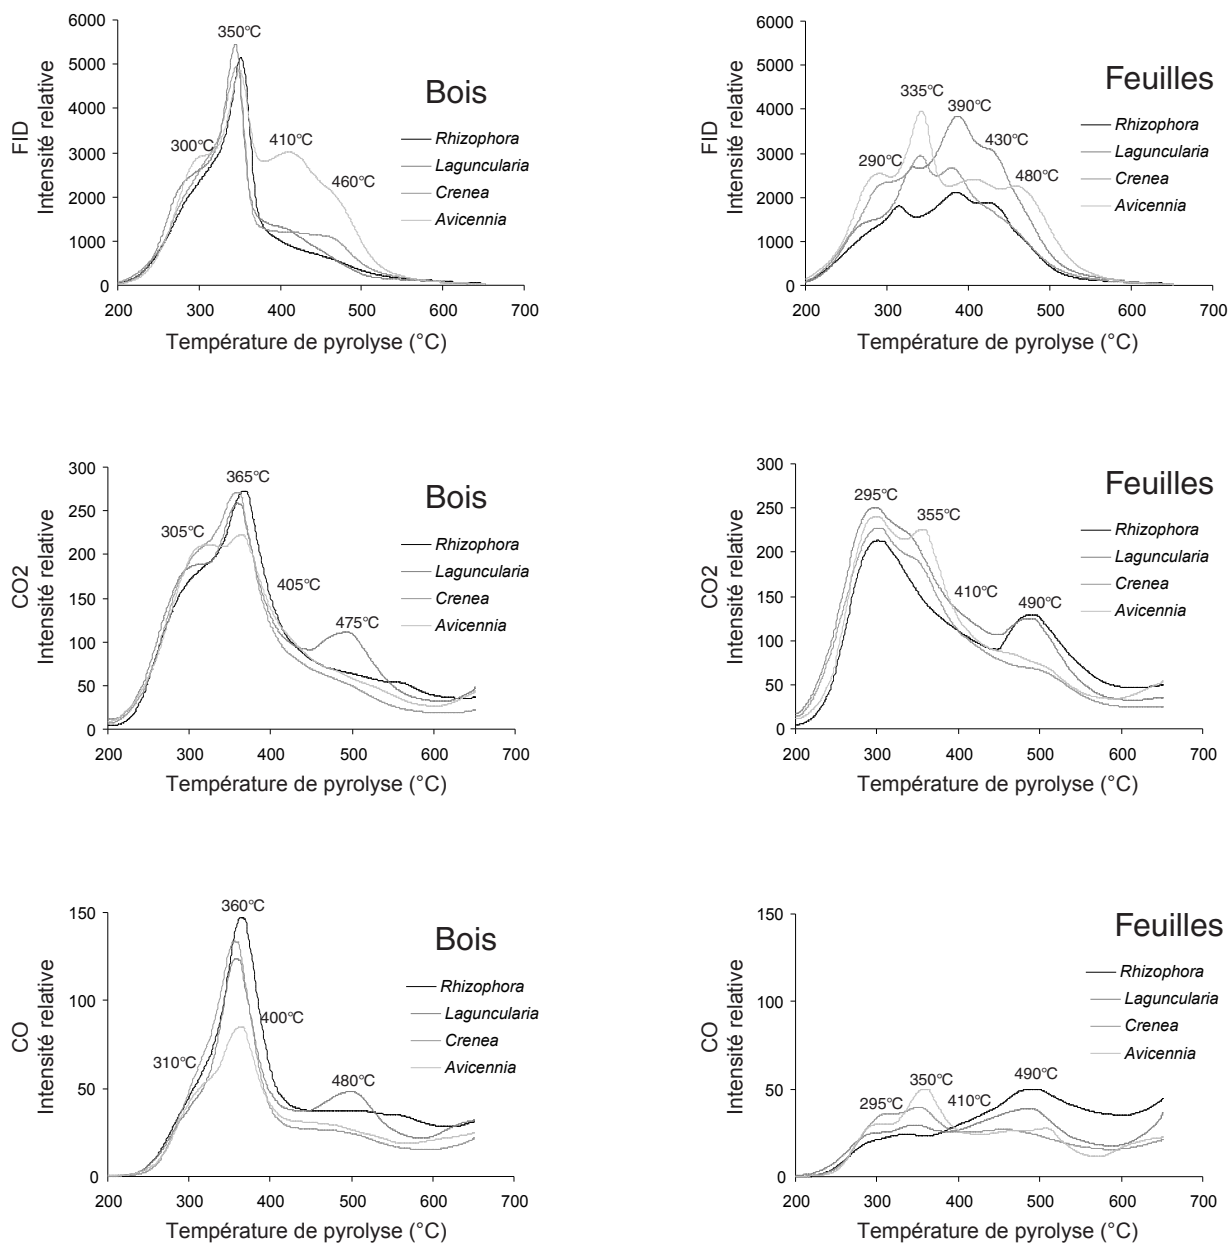 FID
Intensité relative
6000
5000
4000
3000
2000
1000
0
200 300 400 500 600 700
Température de pyrolyse (°C)
350°C
300°C
410°C
460°C
Bois
Rhizophora
Laguncularia
Crenea
Avicennia
FID
Intensité relative
6000
5000
4000
3000
2000
1000
0
200 300 400 500 600 700
Température de pyrolyse (°C)
335°C
390°C
430°C
290°C
480°C
Feuilles
Rhizophora
Laguncularia
Crenea
Avicennia
CO2
Intensité relative
300
250
200
150
100
50
0
200 300 400 500 600 700
Température de pyrolyse (°C)
365°C
305°C
405°C
475°C
Bois
Rhizophora
Laguncularia
Crenea
Avicennia
CO2
Intensité relative
300
250
200
150
100
50
0
200 300 400 500 600 700
Température de pyrolyse (°C)
295°C
355°C
410°C
490°C
Feuilles
Rhizophora
Laguncularia
Crenea
Avicennia
CO
Intensité relative
150
100
50
0
200 300 400 500 600 700
Température de pyrolyse (°C)
360°C
400°C
310°C
480°C
Bois
Rhizophora
Laguncularia
Crenea
Avicennia
CO
Intensité relative
150
100
50
0
200 300 400 500 600 700
Température de pyrolyse (°C)
295°C
350°C
410°C
490°C
Feuilles
Rhizophora
Laguncularia
Crenea
Avicennia